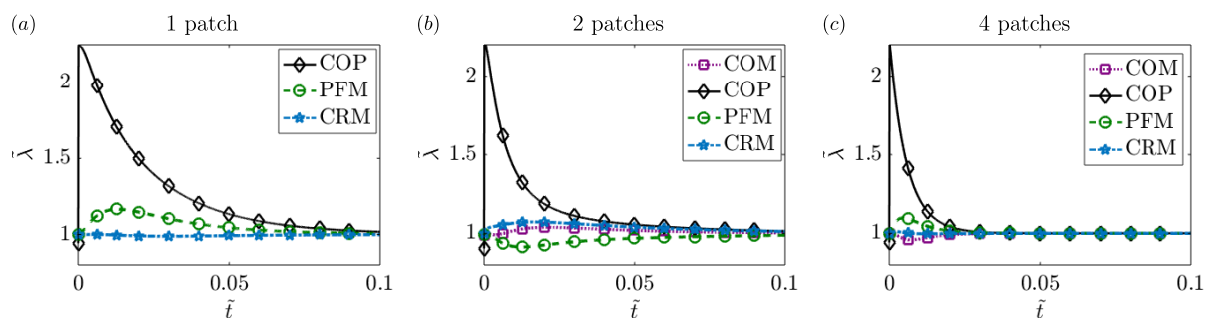 (a) 1 patch
2
1.5
1
λ̃
0 0.05 0.1
t̃
COP
PFM
CRM
(b) 2 patches
2
1.5
1
λ̃
0 0.05 0.1
t̃
COM
COP
PFM
CRM
(c) 4 patches
2
1.5
1
λ̃
0 0.05 0.1
t̃
COM
COP
PFM
CRM